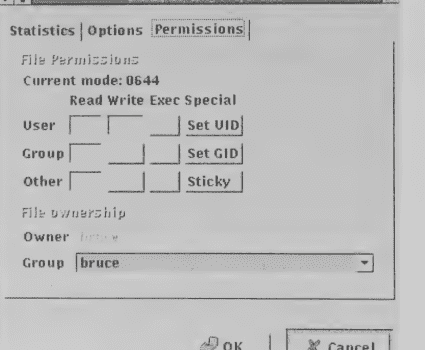 Statistics Options Permissions
File Permissions
Current mode: 0644
Read Write Exec Special
User Set UID
Group Set GID
Other Sticky
File ownership
Owner bruce
Group bruce
OK Cancel